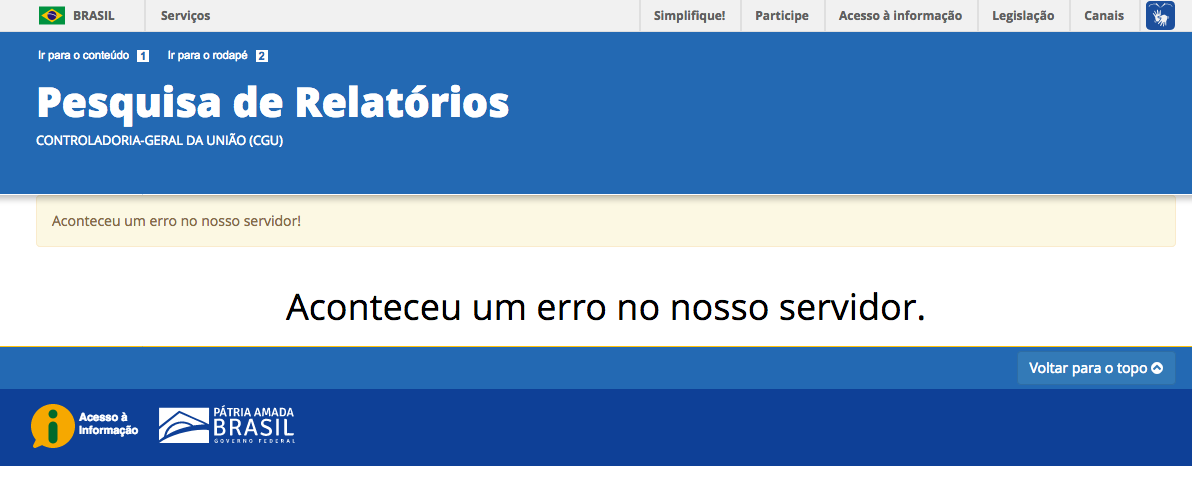 BRASIL
Serviços
Simplifique!
Participe
Acesso à informação
Legislação
Canais
Ir para o conteúdo 1
Ir para o rodapé 2
Pesquisa de Relatórios
CONTROLADORIA-GERAL DA UNIÃO (CGU)
Aconteceu um erro no nosso servidor!
Aconteceu um erro no nosso servidor.
Voltar para o topo
Acesso à
Informação
PÁTRIA AMADA
BRASIL
GOVERNO FEDERAL